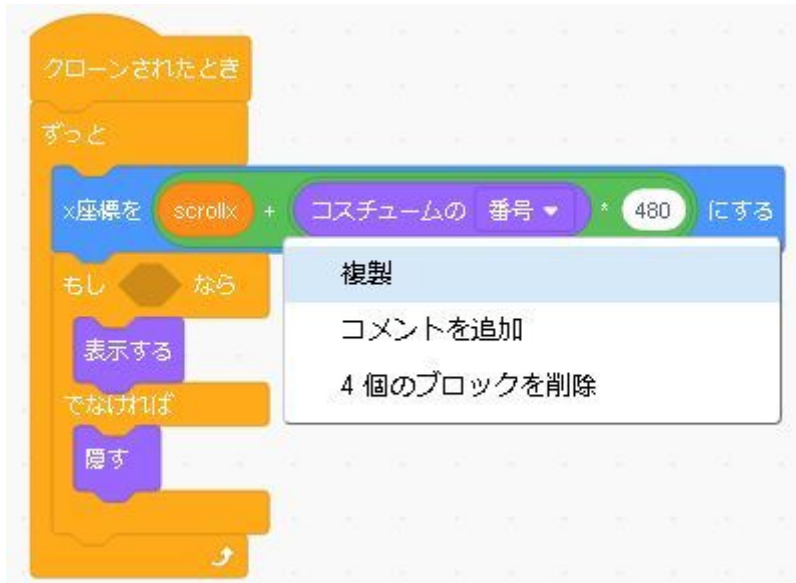 クローンされたとき
ずっと
x座標を scrollx + コスチュームの 番号 * 480 にする
もし なら
複製
表示する
コメントを追加
でなければ
4 個のブロックを削除
隠す